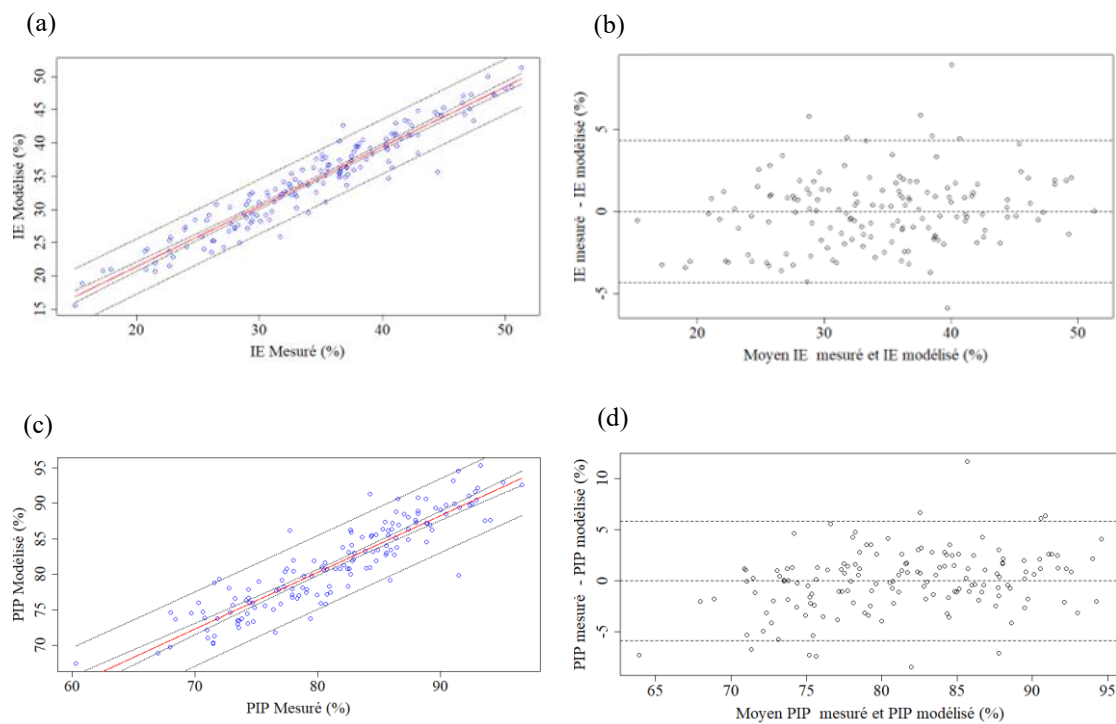 (a)
50
45
40
35
30
25
20
15
IE Modélisé (%)
20 30 40 50
IE Mesuré (%)
(b)
5
0
-5
IE mesuré - IE modélisé (%)
20 30 40 50
Moyen IE mesuré et IE modélisé (%)
(c)
95
90
85
80
75
70
PIP Modélisé (%)
60 70 80 90
PIP Mesuré (%)
(d)
10
5
0
-5
PIP mesuré - PIP modélisé (%)
65 70 75 80 85 90 95
Moyen PIP mesuré et PIP modélisé (%)